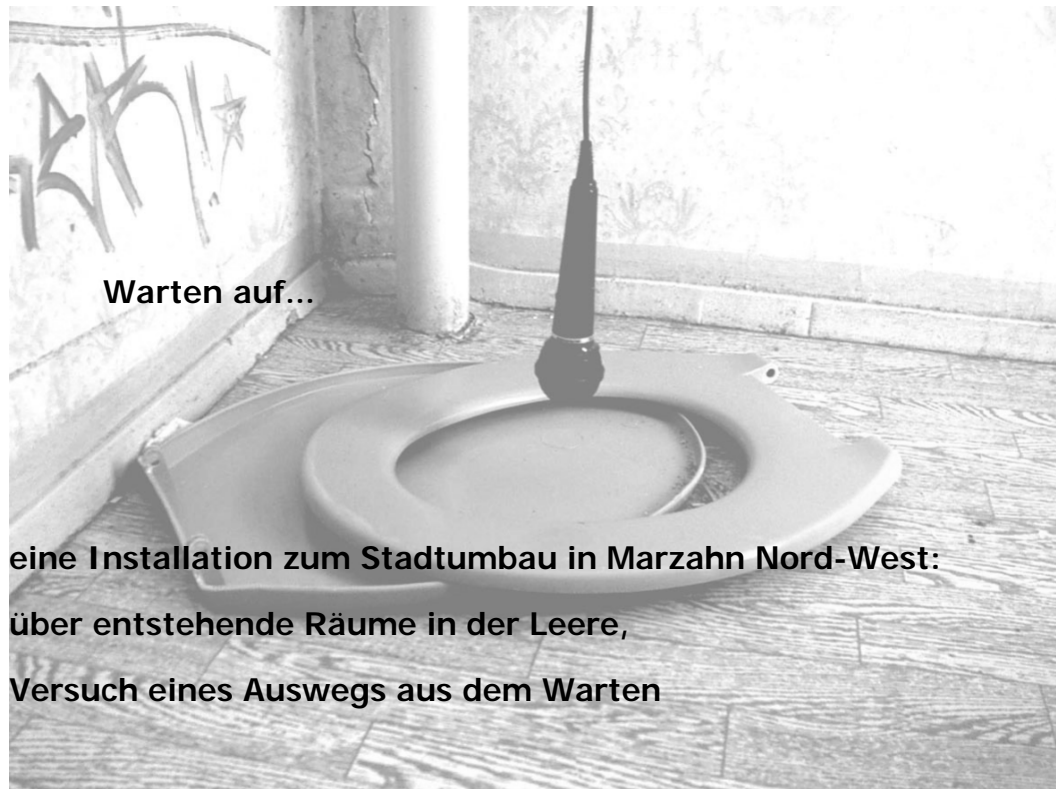 Warten auf...
eine Installation zum Stadtumbau in Marzahn Nord-West:
über entstehende Räume in der Leere,
Versuch eines Auswegs aus dem Warten